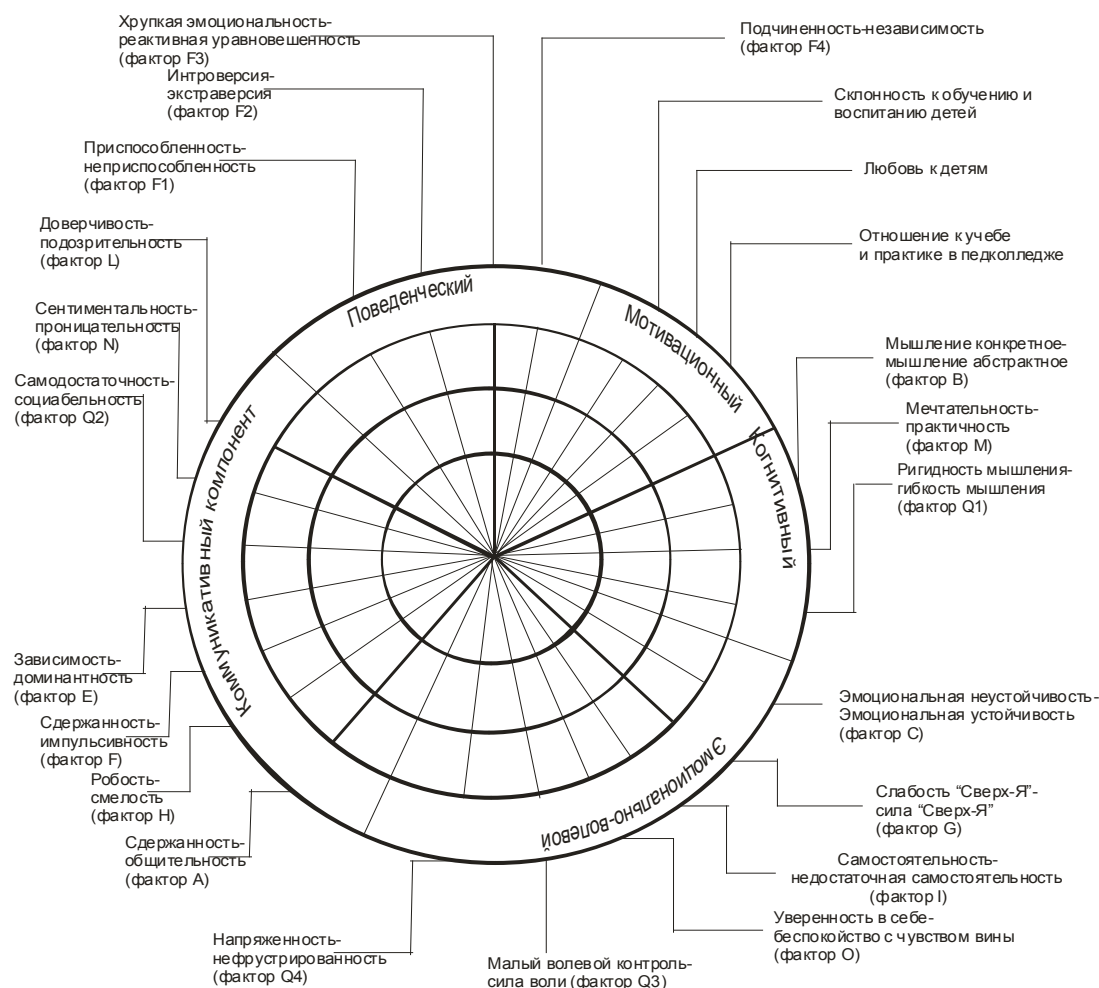 Хрупкая эмоциональность-
реактивная уравновешенность
(фактор F3)
Интроверсия-
экстраверсия
(фактор F2)
Приспособленность-
неприспособленность
(фактор F1)
Доверчивость-
подозрительность
(фактор L)
Сентиментальность-
проницательность
(фактор N)
Самодостаточность-
социабельность
(фактор Q2)
Зависимость-
доминантность
(фактор E)
Сдержанность-
импульсивность
(фактор F)
Робость-
смелость
(фактор H)
Сдержанность-
общительность
(фактор A)
Напряженность-
нефрустрированность
(фактор Q4)
Малый волевой контроль-
сила воли (фактор Q3)
Подчиненность-независимость
(фактор F4)
Склонность к обучению и
воспитанию детей
Любовь к детям
Отношение к учебе
и практике в педколледже
Мышление конкретное-
мышление абстрактное
(фактор B)
Мечтательность-
практичность
(фактор M)
Ригидность мышления-
гибкость мышления
(фактор Q1)
Эмоциональная неустойчивость-
Эмоциональная устойчивость
(фактор C)
Слабость “Сверх-Я”-
сила “Сверх-Я”
(фактор G)
Самостоятельность-
недостаточная самостоятельность
(фактор I)
Уверенность в себе-
беспокойство с чувством вины
(фактор O)
Поведенческий
Мотивационный
Когнитивный
Эмоционально-волевой
Коммуникативный компонент